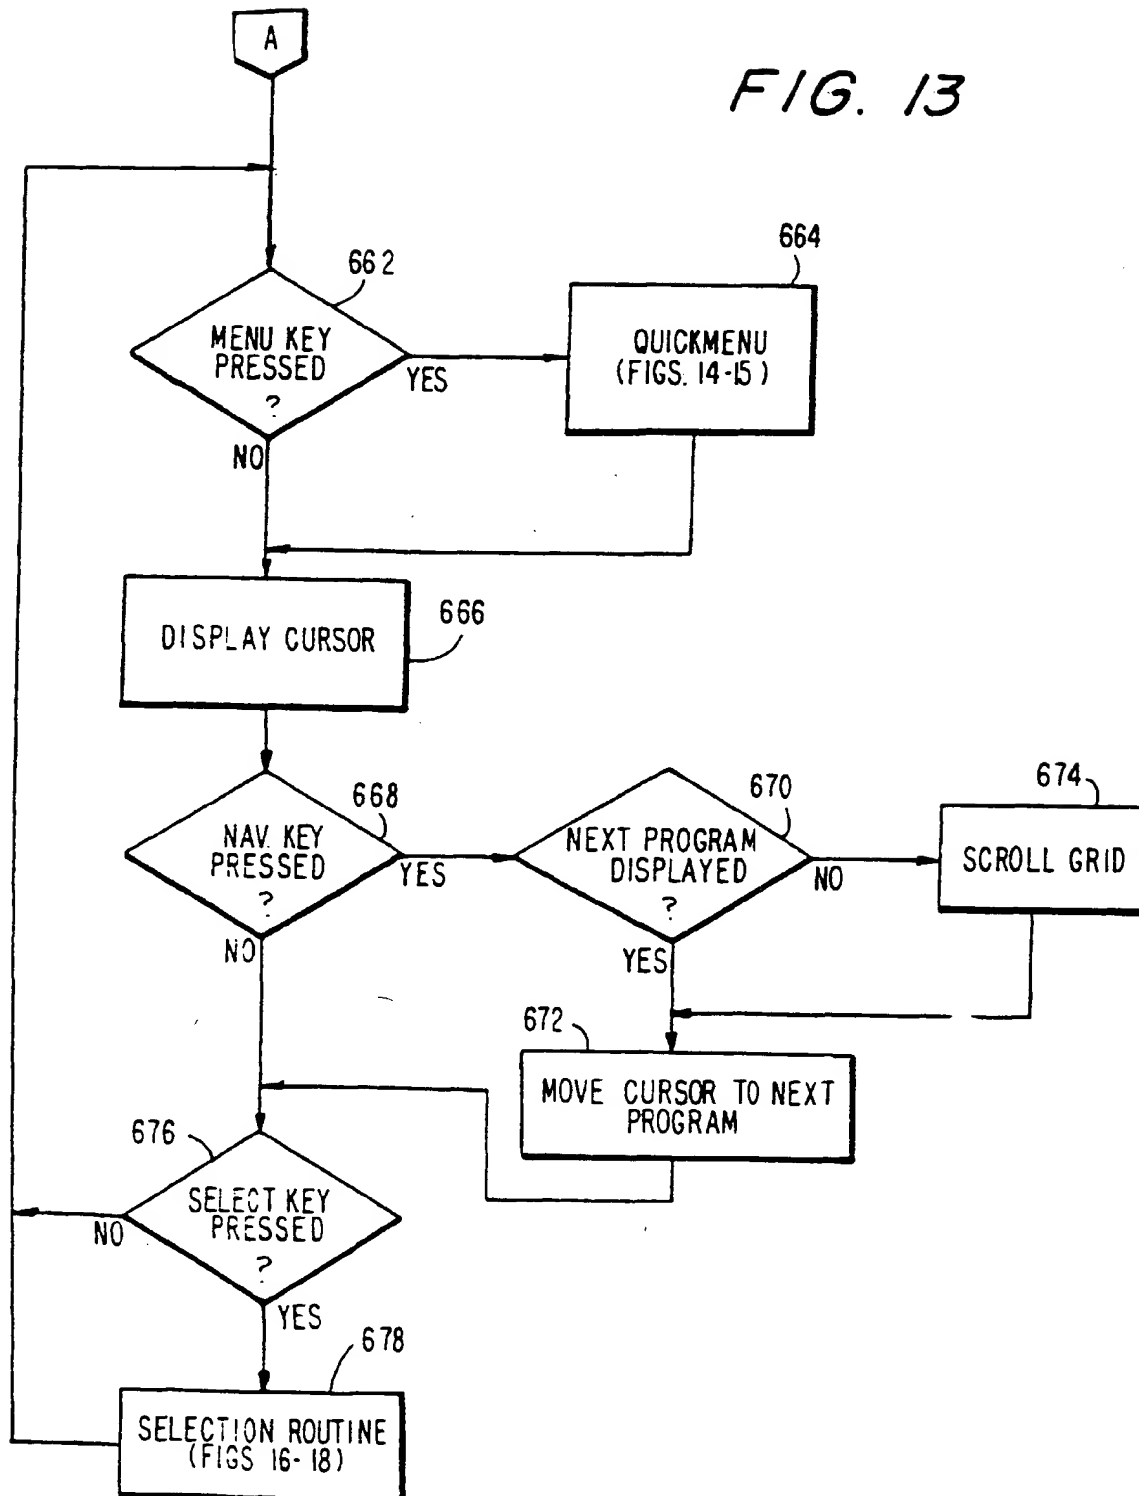 A
FIG. 13
662
MENU KEY
PRESSED
?
YES
NO
664
QUICKMENU
(FIGS. 14-15)
DISPLAY CURSOR
666
668
NAV. KEY
PRESSED
?
YES
NO
670
NEXT PROGRAM
DISPLAYED
?
NO
YES
674
SCROLL GRID
672
MOVE CURSOR TO NEXT
PROGRAM
676
SELECT KEY
PRESSED
?
NO
YES
678
SELECTION ROUTINE
(FIGS 16-18)